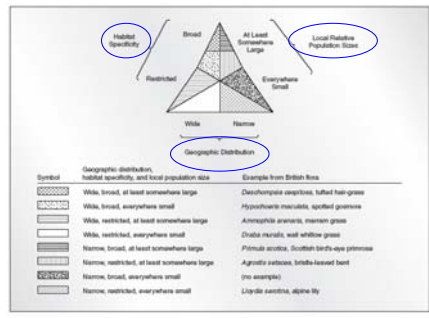 Habitat Specificity
Broad
At Least Somewhere Large
Local Relative Population Sizes
Restricted
Everywhere Small
Wide
Narrow
Geographic Distribution
Symbol
Geographic distribution, habitat specificity, and local population size
Example from British flora
Wide, broad, at least somewhere large
Deschampsia cespitosa, tufted hair-grass
Wide, broad, everywhere small
Hypochoeris maculata, spotted
Wide, restricted, at least somewhere large
Ammophila arenaria, marram grass
Wide, restricted, everywhere small
Draba muralis, wall whitlow grass
Narrow, broad, at least somewhere large
Primula scotica, Scottish bird's-eye primrose
Narrow, restricted, at least somewhere large
Agrostis setacea, bristle-leaved bent
Narrow, broad, everywhere small
(no example)
Narrow, restricted, everywhere small
Lloydia serotina, alpine lily